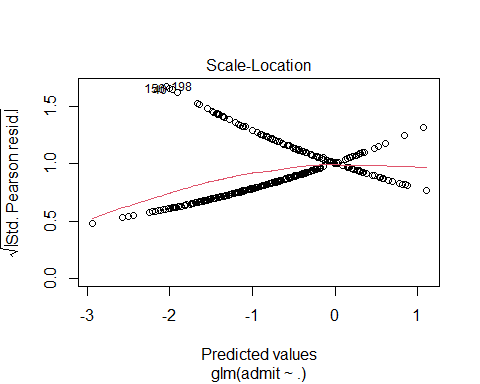 Scale-Location
√|Std. Pearson resid.|
0.0 0.5 1.0 1.5
198
-3 -2 -1 0 1
Predicted values
glm(admit ~ .)